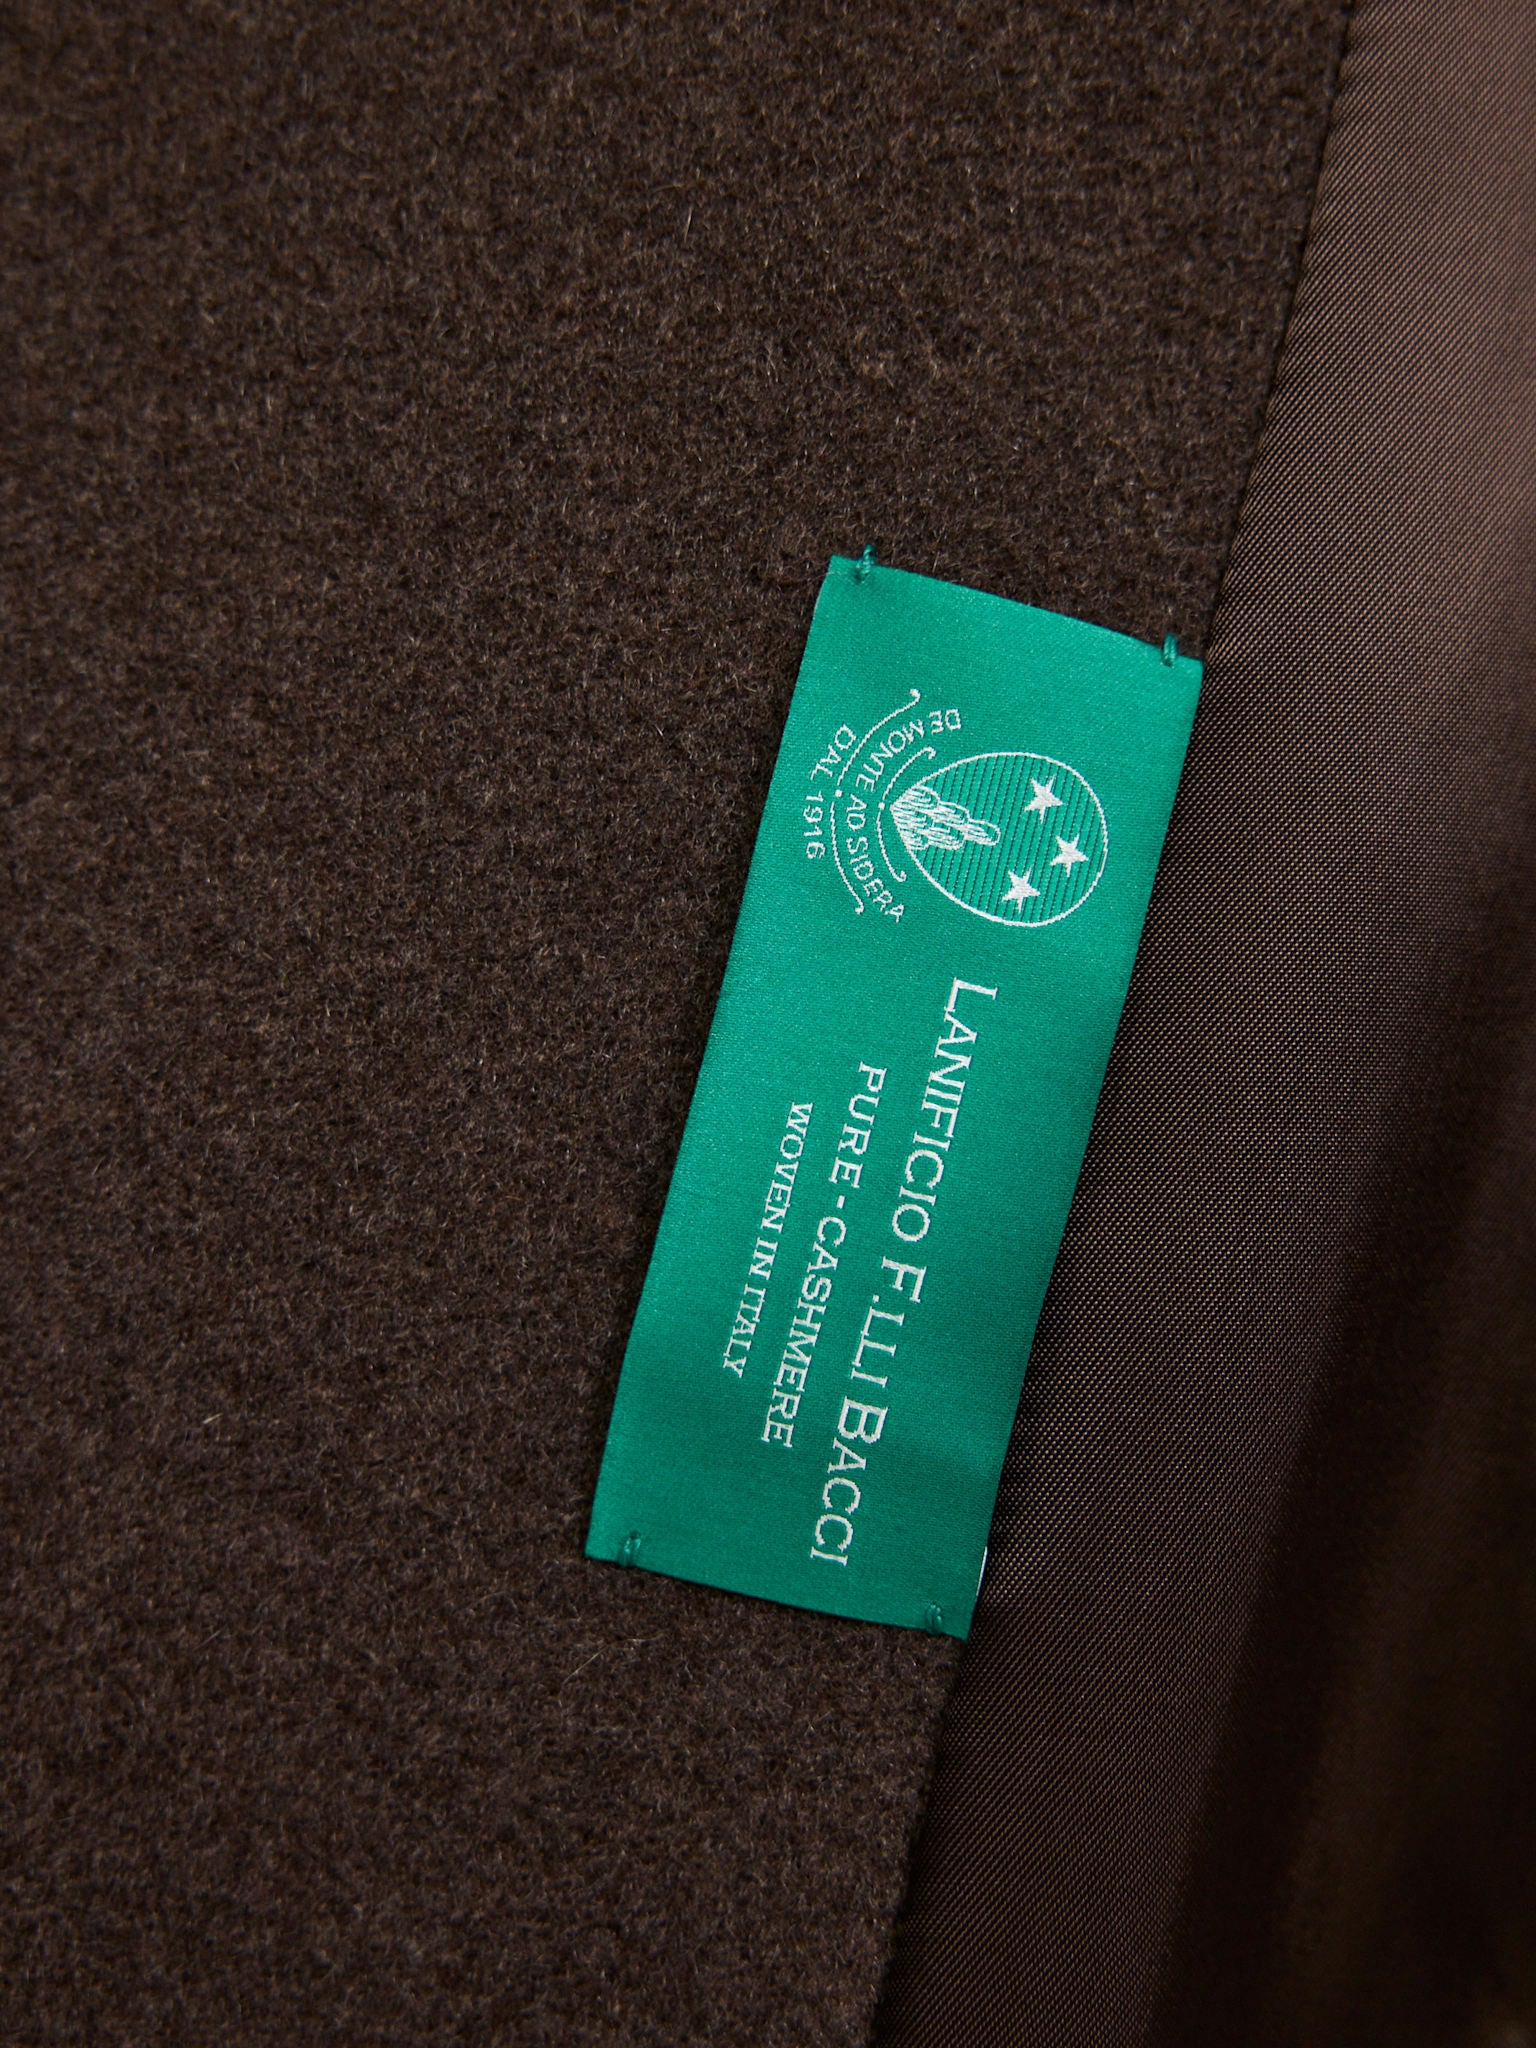 DE MONTE AD SIDERA
DAL 1916
LANIFICIO F.LLI BACCI
PURE-CASHMERE
WOVEN IN ITALY